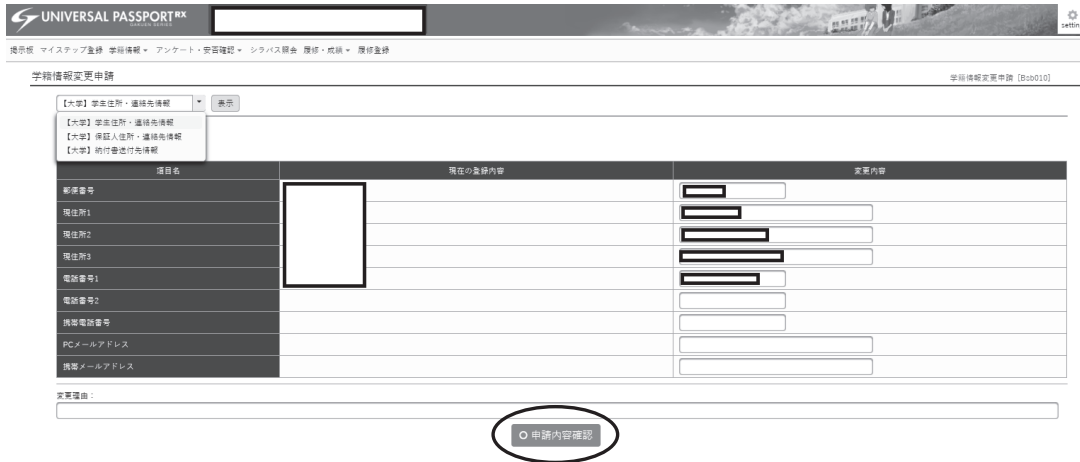 UNIVERSAL PASSPORT RX
GAKUEN SERIES
settin
掲示板 マイステップ登録 学籍情報 アンケート・安否確認 シラバス照会 履修・成績 履修登録
学籍情報変更申請
学籍情報変更申請 [Bsb010]
【大学】学生住所・連絡先情報 表示
【大学】学生住所・連絡先情報
【大学】保証人住所・連絡先情報
【大学】納付書送付先情報
項目名 現在の登録内容 変更内容
郵便番号
現住所1
現住所2
現住所3
電話番号1
電話番号2
携帯電話番号
PCメールアドレス
携帯メールアドレス
変更理由：
申請内容確認